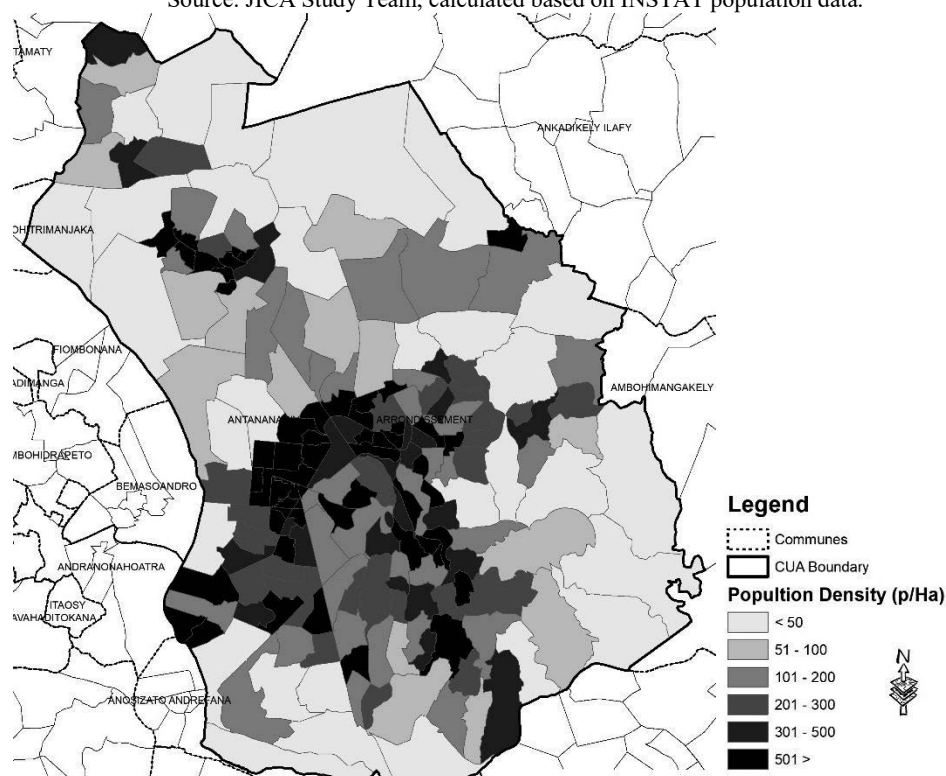 Source: JICA Study Team, calculated based on INSTAT population data.
TAMATY
ANKADIKELY ILAFY
OHITRIMANJAKA
FIOMBONANA
ADIMANGA
AMBOHIMANGAKELY
ANTANANA
ARRONDISSEMENT
MBOHIDRAPETO
BEMASOANDRO
ANDRANONAHOATRA
ITAOSY
AVAHADITOKANA
ANOSIZATO ANDREFANA
Legend
Communes
CUA Boundary
Popultion Density (p/Ha)
< 50
51 - 100
101 - 200
201 - 300
301 - 500
501 >
N